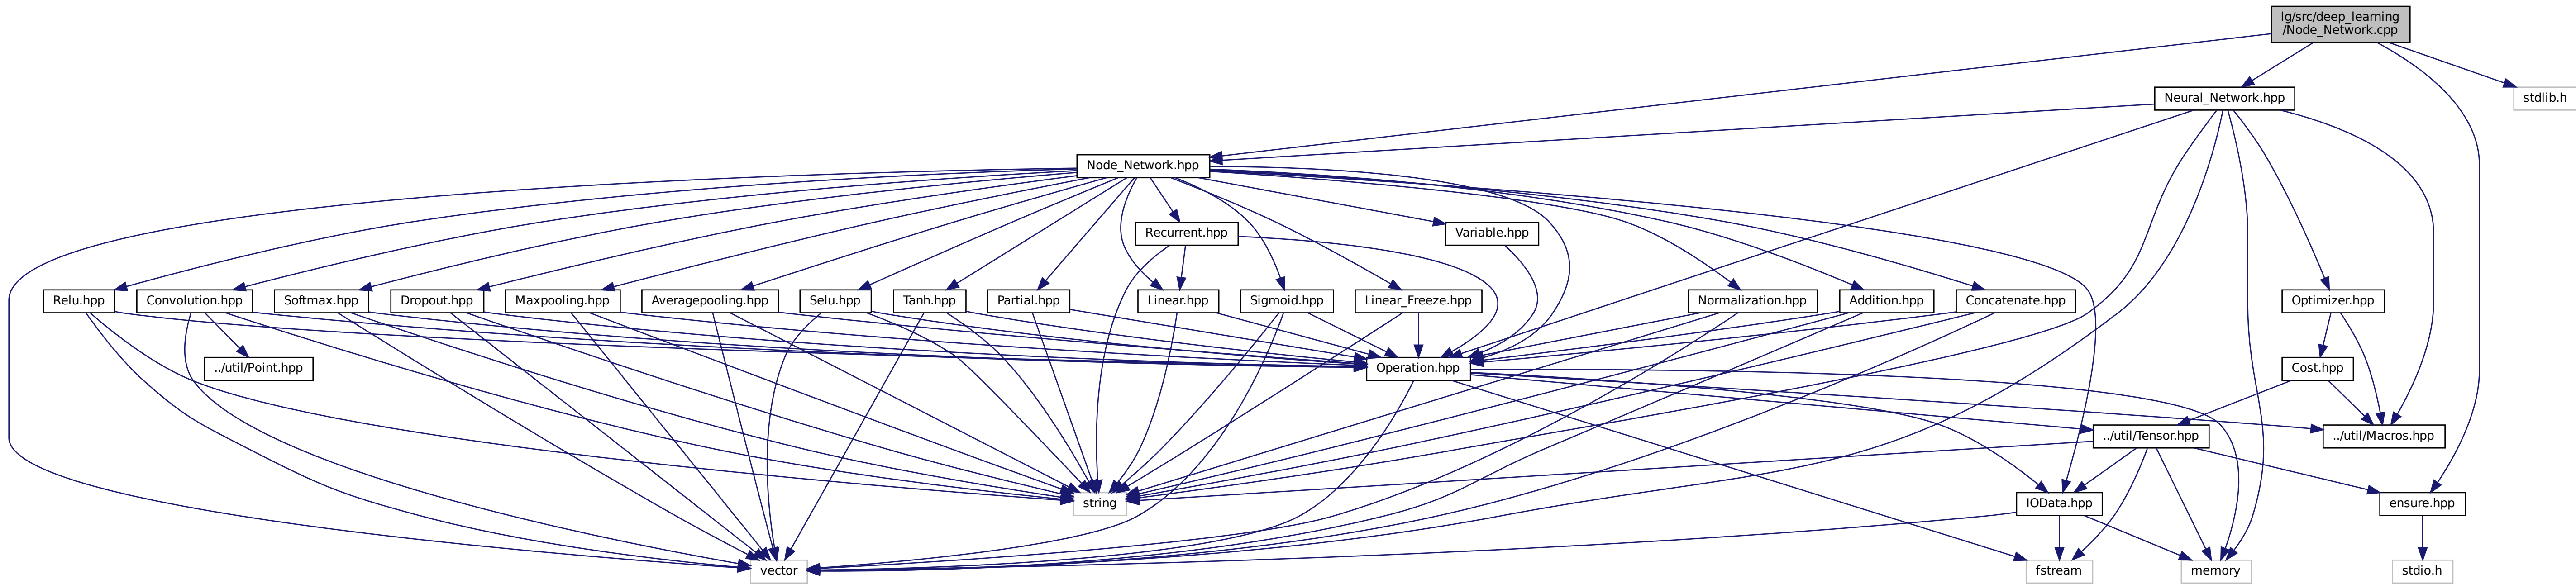 lg/src/deep_learning
/Node_Network.cpp
Neural_Network.hpp
stdlib.h
Node_Network.hpp
Recurrent.hpp
Variable.hpp
Relu.hpp
Convolution.hpp
Softmax.hpp
Dropout.hpp
Maxpooling.hpp
Averagepooling.hpp
Selu.hpp
Tanh.hpp
Partial.hpp
Linear.hpp
Sigmoid.hpp
Linear_Freeze.hpp
Normalization.hpp
Addition.hpp
Concatenate.hpp
Optimizer.hpp
../util/Point.hpp
Operation.hpp
Cost.hpp
../util/Tensor.hpp
../util/Macros.hpp
string
IOData.hpp
ensure.hpp
vector
fstream
memory
stdio.h